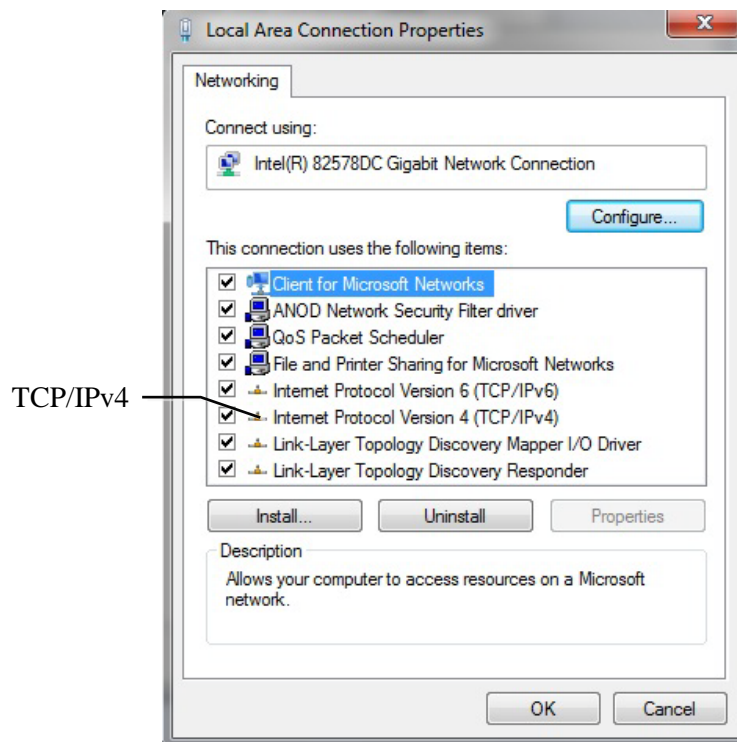 Local Area Connection Properties
Networking
Connect using:
Intel(R) 82578DC Gigabit Network Connection
Configure...
This connection uses the following items:
Client for Microsoft Networks
ANOD Network Security Filter driver
QoS Packet Scheduler
File and Printer Sharing for Microsoft Networks
Internet Protocol Version 6 (TCP/IPv6)
TCP/IPv4
Internet Protocol Version 4 (TCP/IPv4)
Link-Layer Topology Discovery Mapper I/O Driver
Link-Layer Topology Discovery Responder
Install... Uninstall Properties
Description
Allows your computer to access resources on a Microsoft
network.
OK Cancel